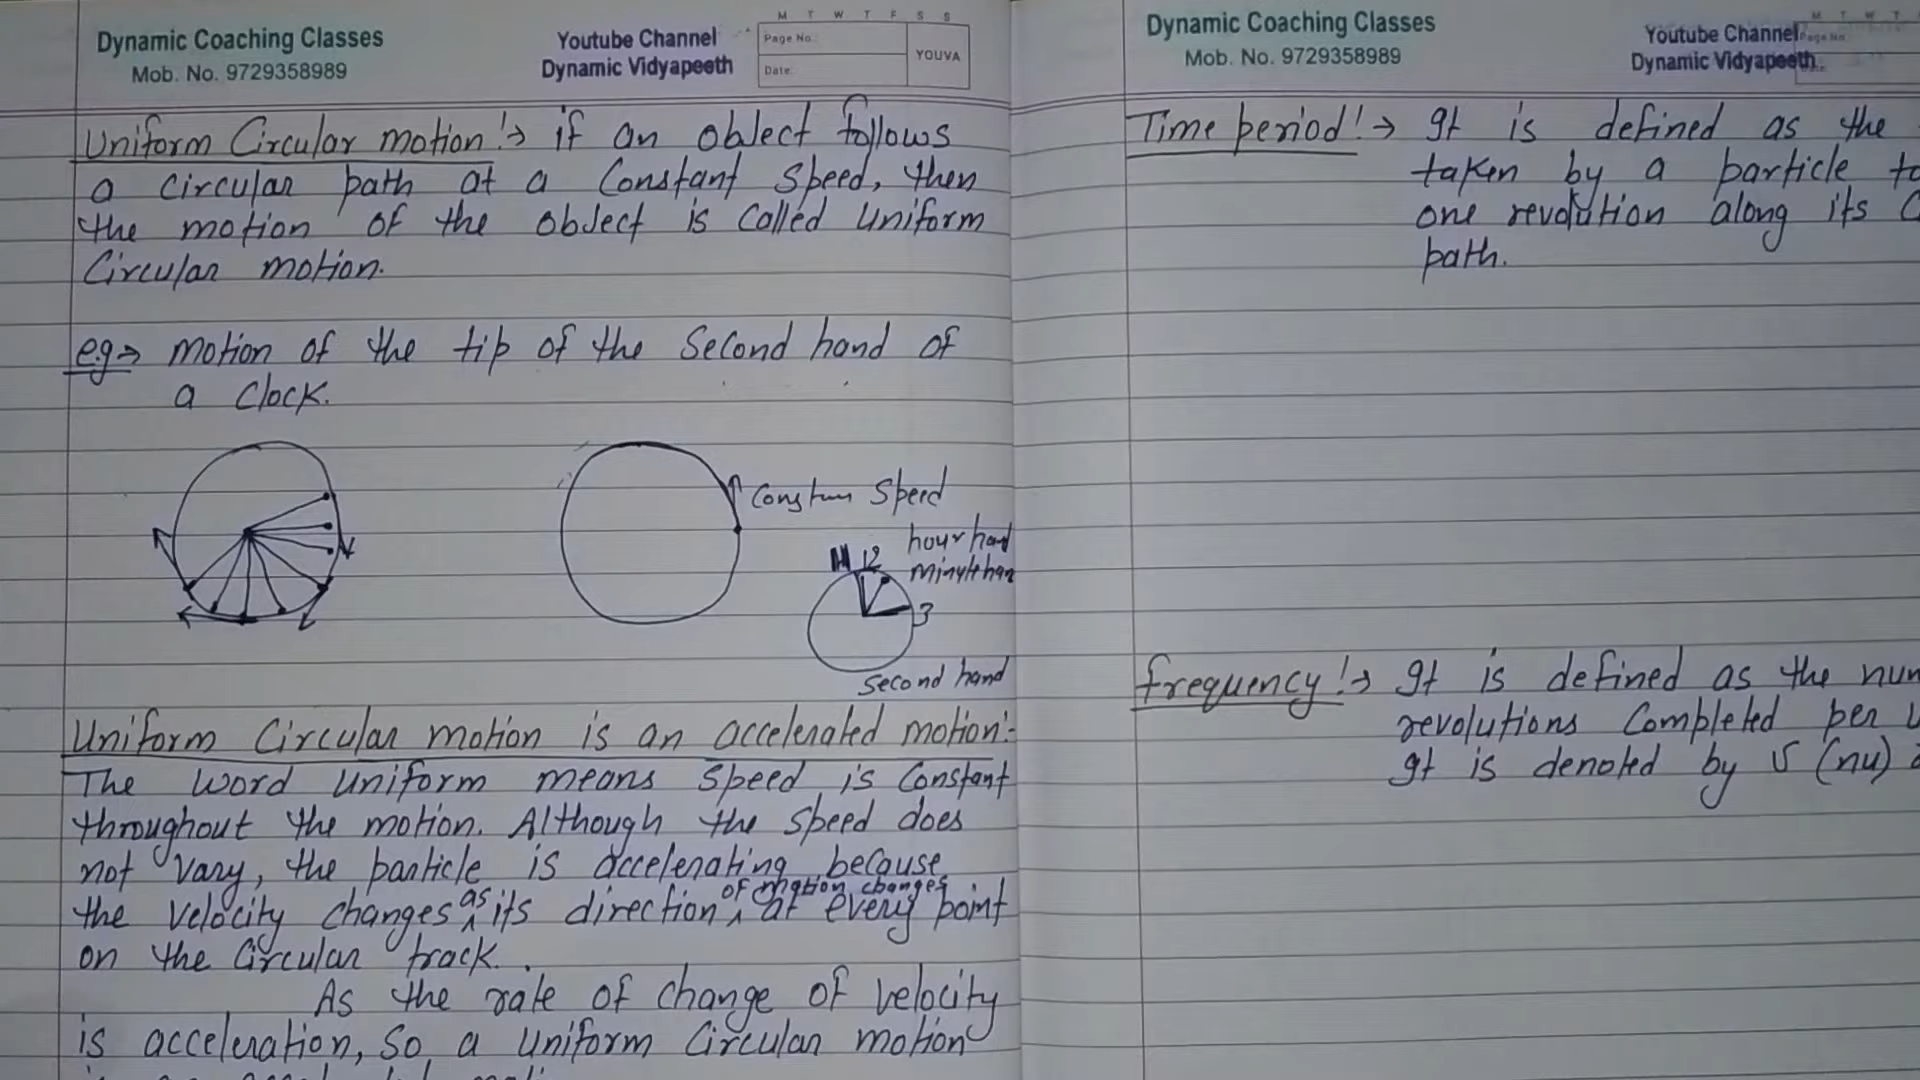 Dynamic Coaching Classes
Mob. No. 9729358989
Youtube Channel
Dynamic Vidyapeeth
M T W T F S S
Page No.:
Date:
YOUVA
Uniform Circular motion!→ if an object follows
a circular path at a constant speed, then
the motion of the object is called uniform
circular motion.
eg→ motion of the tip of the second hand of
a clock.
speed
hour hand
12
3
second hand
Uniform Circular motion is an accelerated motion:-
The word uniform means speed is constant
throughout the motion. Although the speed does
not vary, the particle is accelerating because
of motion changes
the velocity changes as its direction at every point
on the circular track.
As the rate of change of velocity
is acceleration, so a uniform circular motion
Dynamic Coaching Classes
Mob. No. 9729358989
Youtube Channel
Dynamic Vidyapeeth
M T W T
Page No.
Time period!→ It is defined as the
taken by a particle to
one revolution along its
path.
frequency!→ It is defined as the
revolutions completed per
It is denoted by υ (nu)